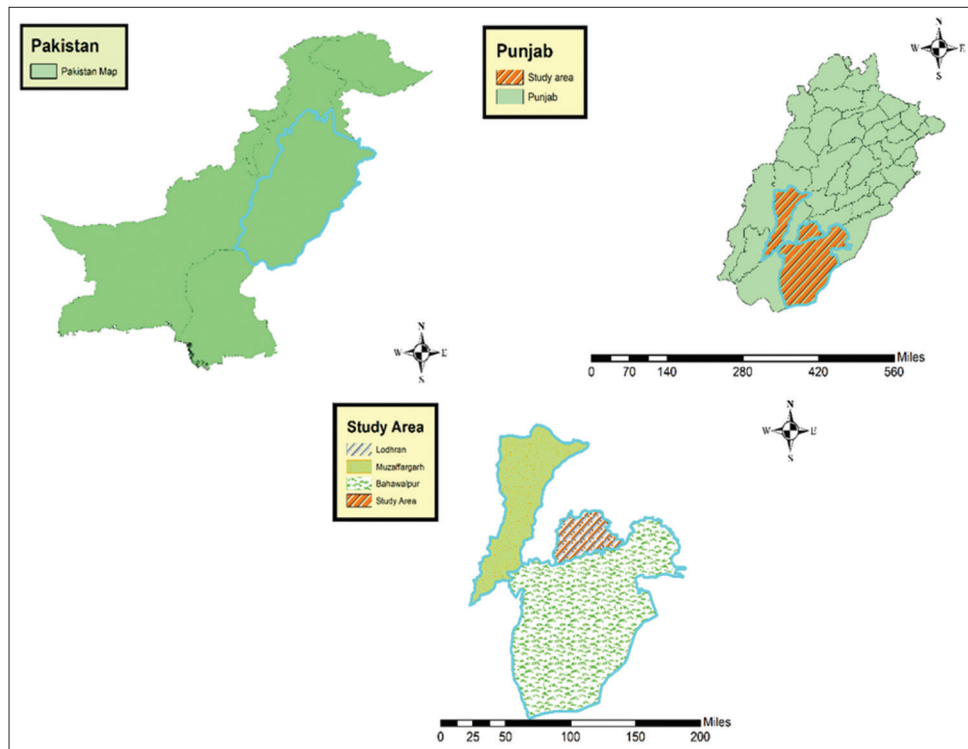 Pakistan
Pakistan Map
N
W E
S
Punjab
Study area
Punjab
N
W E
S
Miles
0 70 140 280 420 560
Study Area
Lodhran
Muzaffargarh
Bahawalpur
Study Area
N
W E
S
Miles
0 25 50 100 150 200